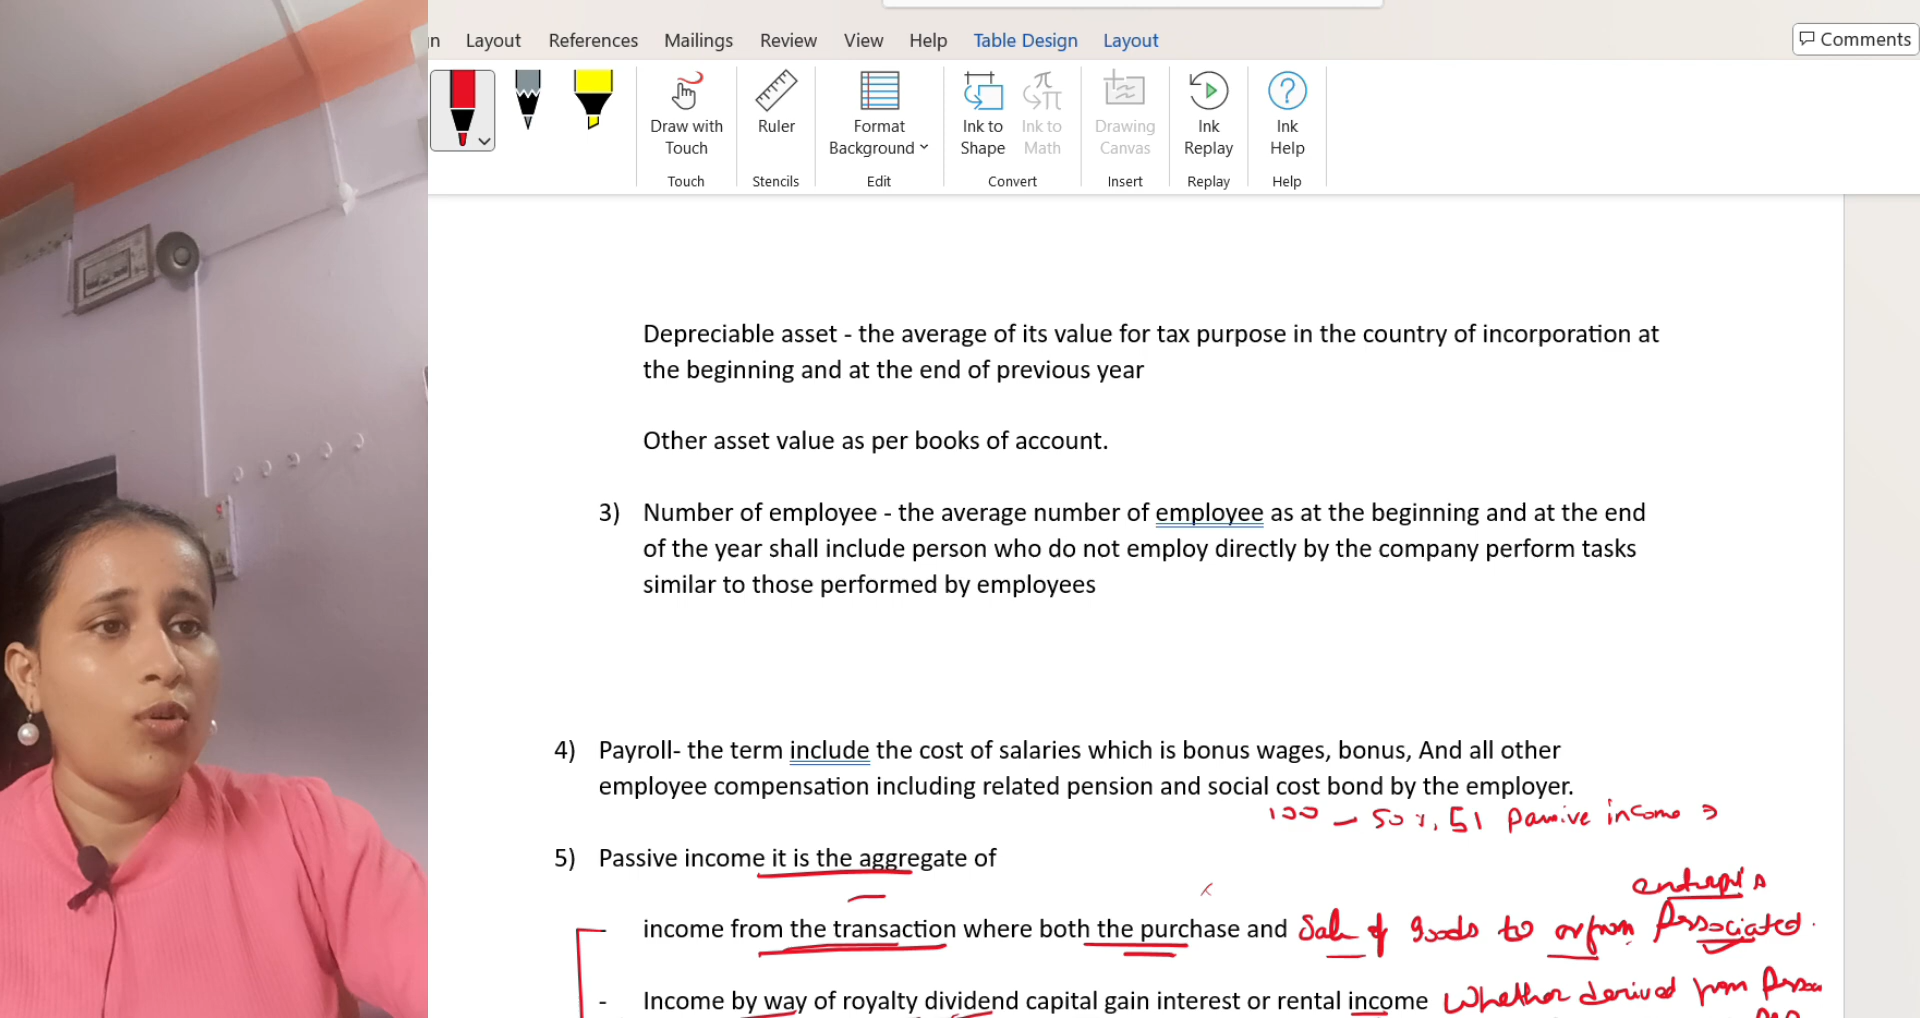 Layout References Mailings Review View Help Table Design Layout Comments
Draw with Touch
Ruler
Format Background
Ink to Shape
Ink to Math
Drawing Canvas
Ink Replay
Ink Help
Touch Stencils Edit Convert Insert Replay Help
Depreciable asset - the average of its value for tax purpose in the country of incorporation at
the beginning and at the end of previous year
Other asset value as per books of account.
3) Number of employee - the average number of employee as at the beginning and at the end
of the year shall include person who do not employ directly by the company perform tasks
similar to those performed by employees
4) Payroll- the term include the cost of salaries which is bonus wages, bonus, And all other
employee compensation including related pension and social cost bond by the employer.
100 - 50 %. 51 passive income
5) Passive income it is the aggregate of
income from the transaction where both the purchase and Sale of goods to or from Associated.
- Income by way of royalty dividend capital gain interest or rental income Whether derived from